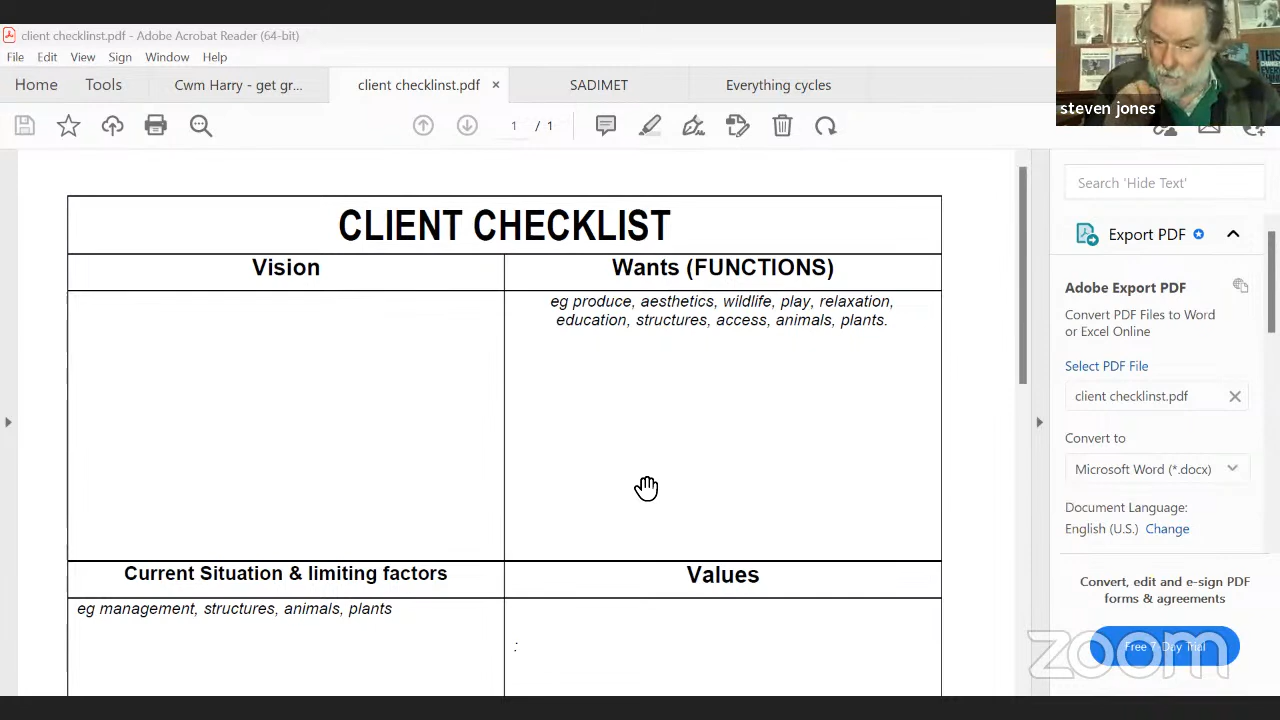 client checklinst.pdf - Adobe Acrobat Reader (64-bit)
File Edit View Window Help
Home Tools Cwm Harry - get gr... client checklinst.pdf × SADIMET Everything cycles
steven jones
1 / 1
Search 'Hide Text'
CLIENT CHECKLIST
Export PDF
Vision Wants (FUNCTIONS)
eg produce, aesthetics, wildlife, play, relaxation,
education, structures, access, animals, plants.
Adobe Export PDF
Convert PDF Files to Word
or Excel Online
Select PDF File
client checklinst.pdf
Convert to
Microsoft Word (*.docx)
Document Language:
English (U.S.) Change
Current Situation & limiting factors Values
eg management, structures, animals, plants
:
Convert, edit and e-sign PDF
forms & agreements
Free 7-Day Trial
zoom